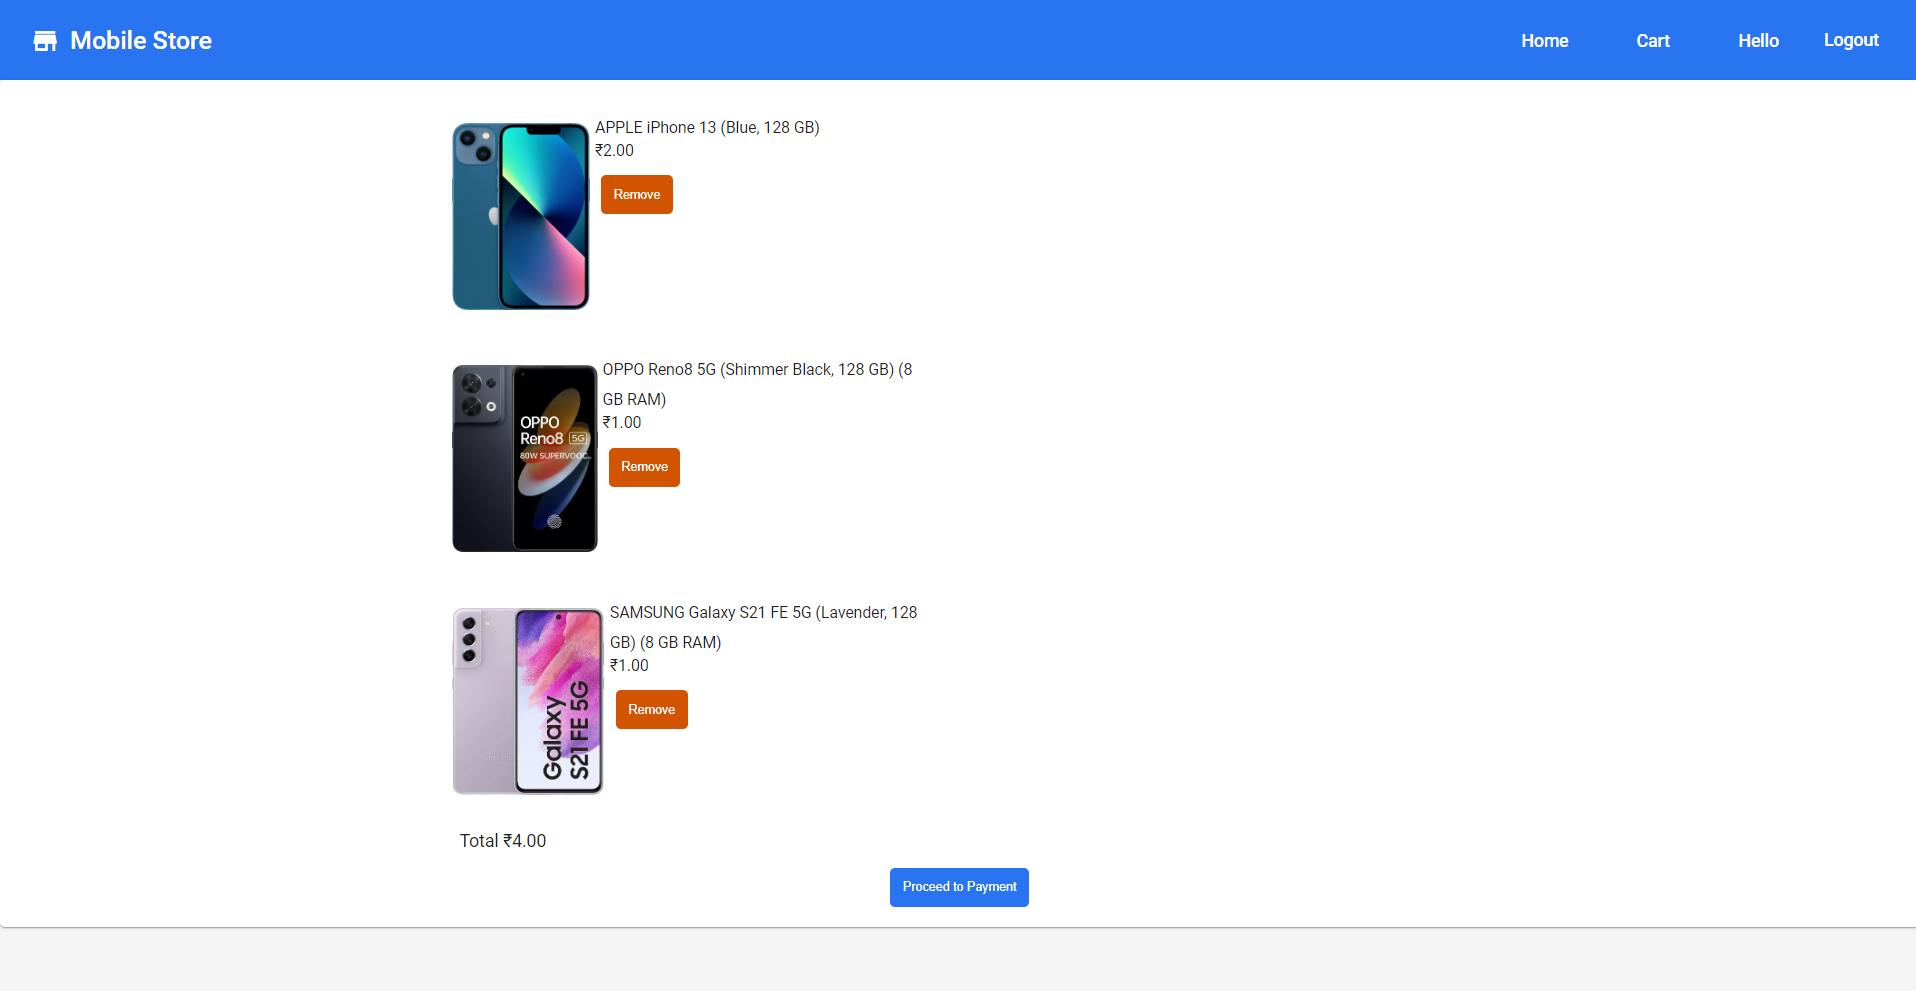 Mobile Store
Home
Cart
Hello
Logout
APPLE iPhone 13 (Blue, 128 GB)
₹2.00
Remove
OPPO Reno8 5G (Shimmer Black, 128 GB) (8
GB RAM)
₹1.00
Remove
OPPO
Reno8 5G
80W SUPERVOOC...
SAMSUNG Galaxy S21 FE 5G (Lavender, 128
GB) (8 GB RAM)
₹1.00
Remove
Galaxy
S21 FE 5G
Total ₹4.00
Proceed to Payment